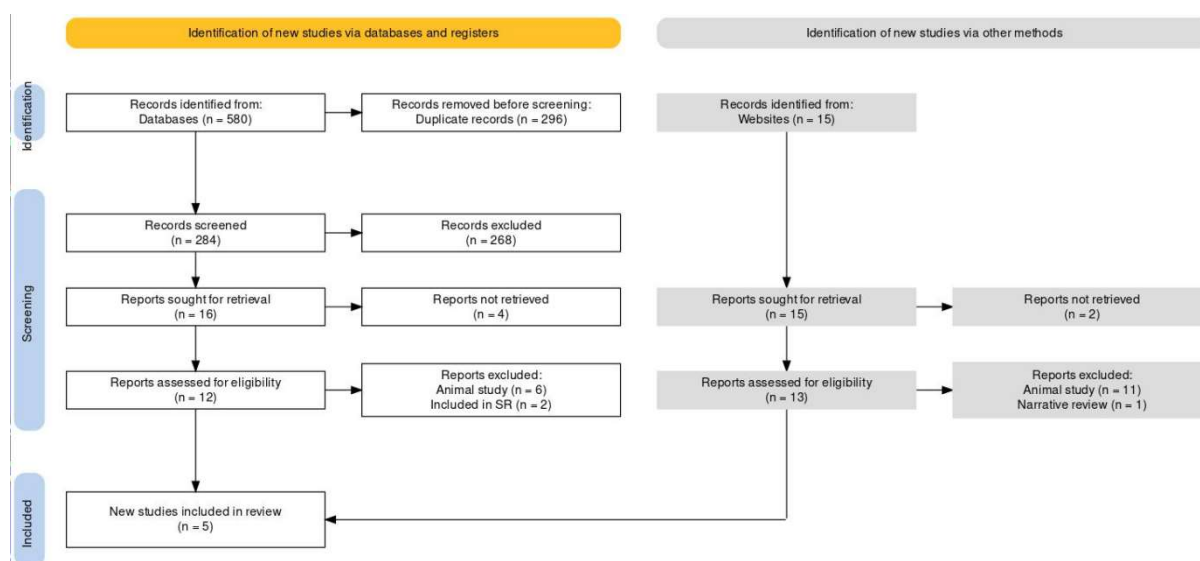 Identification of new studies via databases and registers
Identification of new studies via other methods
Identification
Records identified from:
Databases (n = 580)
Records removed before screening:
Duplicate records (n = 296)
Records identified from:
Websites (n = 15)
Screening
Records screened
(n = 284)
Records excluded
(n = 268)
Reports sought for retrieval
(n = 16)
Reports not retrieved
(n = 4)
Reports sought for retrieval
(n = 15)
Reports not retrieved
(n = 2)
Reports assessed for eligibility
(n = 12)
Reports excluded:
Animal study (n = 6)
Included in SR (n = 2)
Reports assessed for eligibility
(n = 13)
Reports excluded:
Animal study (n = 11)
Narrative review (n = 1)
Included
New studies included in review
(n = 5)